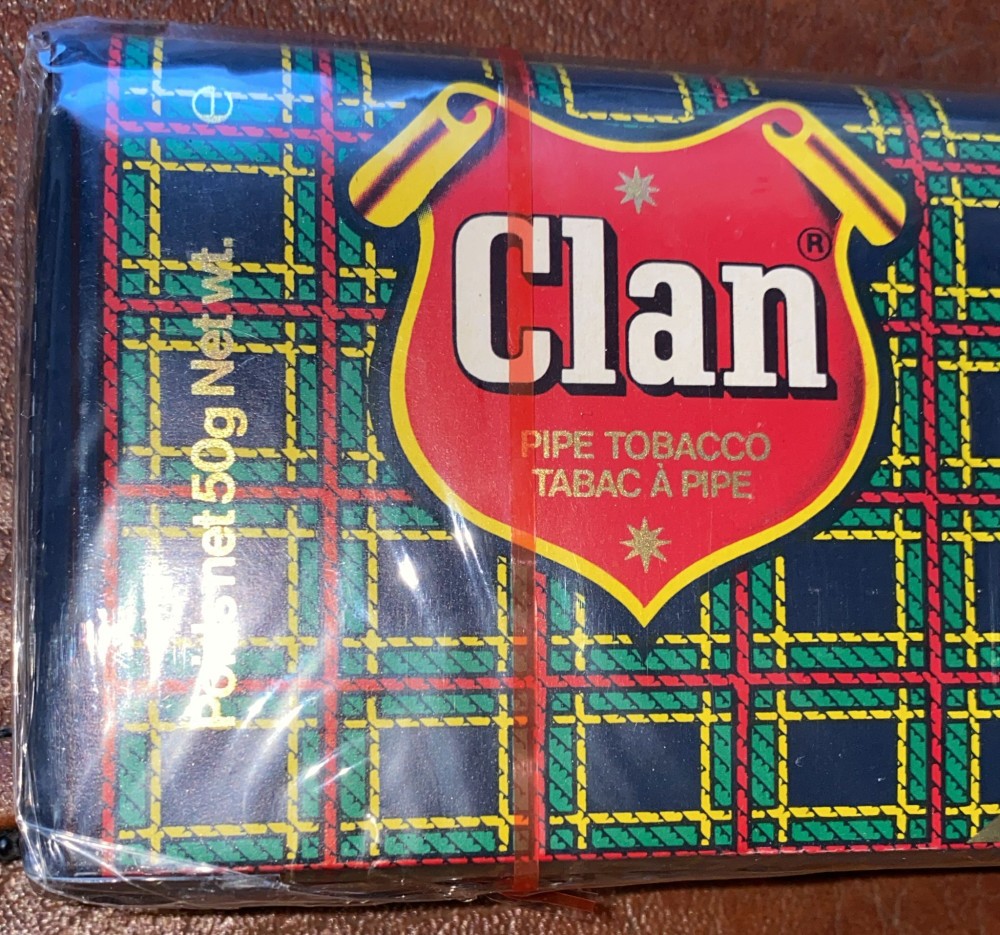 Clan ®
PIPE TOBACCO
TABAC À PIPE
Poids net 50g Net wt. e